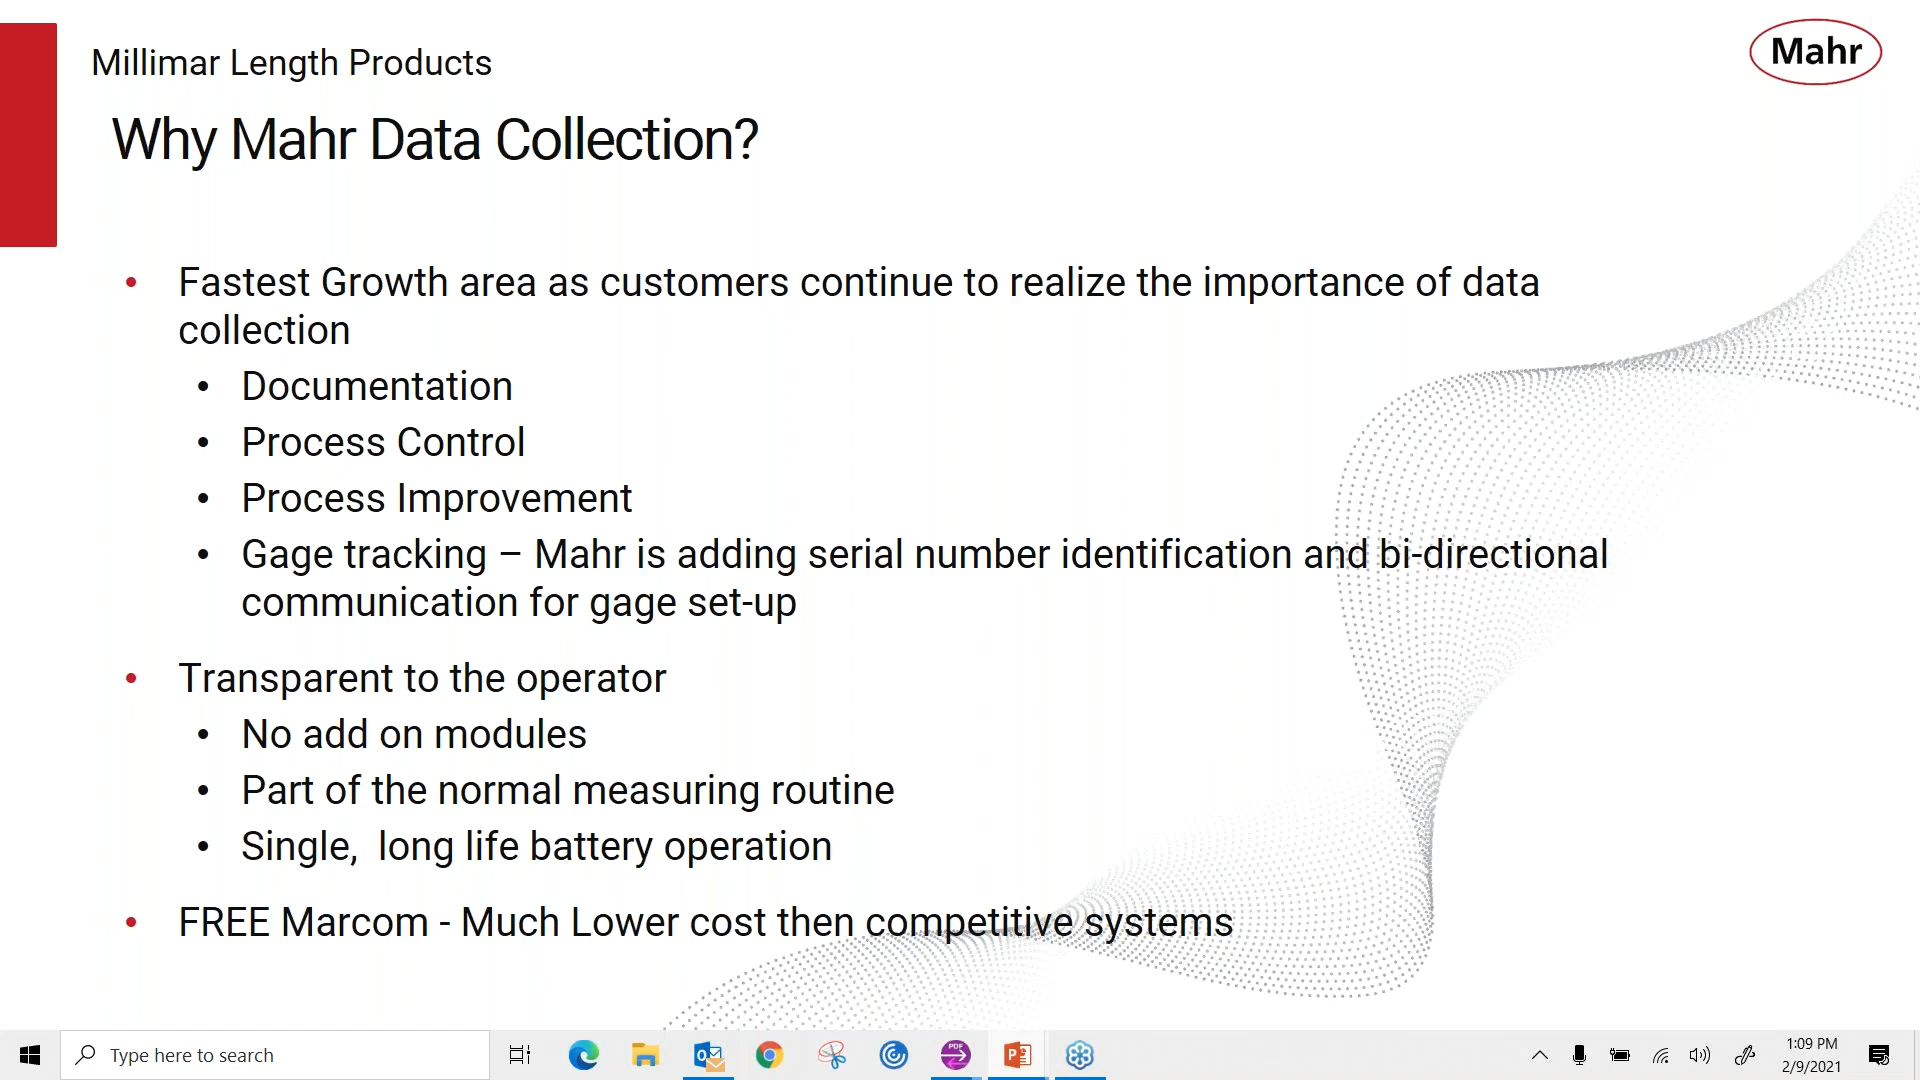 Millimar Length Products
Mahr
Why Mahr Data Collection?
• Fastest Growth area as customers continue to realize the importance of data
collection
• Documentation
• Process Control
• Process Improvement
• Gage tracking – Mahr is adding serial number identification and bi-directional
communication for gage set-up
• Transparent to the operator
• No add on modules
• Part of the normal measuring routine
• Single,  long life battery operation
• FREE Marcom - Much Lower cost then competitive systems
Type here to search
PDF
1:09 PM
2/9/2021